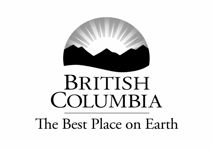 BRITISH
COLUMBIA
The Best Place on Earth